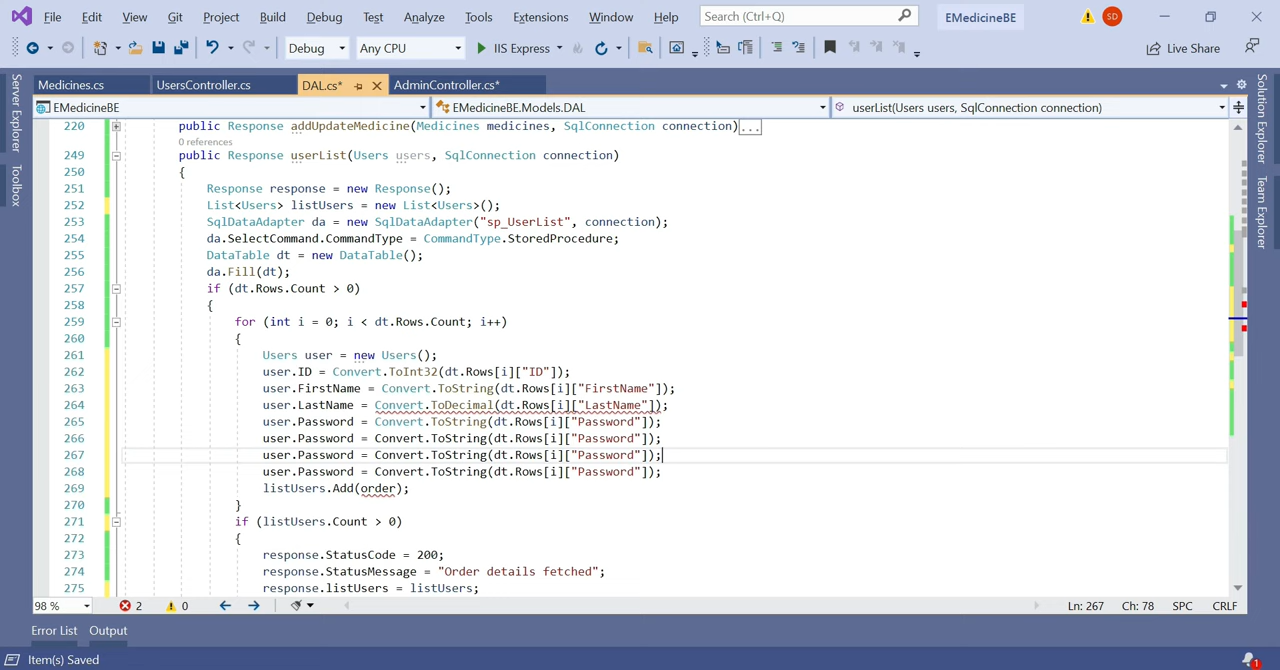 File Edit View Git Project Build Debug Test Analyze Tools Extensions Window Help Search (Ctrl+Q) EMedicineBE SD
Debug Any CPU IIS Express Live Share
Medicines.cs UsersController.cs DAL.cs* AdminController.cs*
EMedicineBE EMedicineBE.Models.DAL userList(Users users, SqlConnection connection)
Server Explorer
Toolbox
Solution Explorer
Team Explorer
220 public Response addUpdateMedicine(Medicines medicines, SqlConnection connection)...
0 references
249 public Response userList(Users users, SqlConnection connection)
250 {
251 Response response = new Response();
252 List<Users> listUsers = new List<Users>();
253 SqlDataAdapter da = new SqlDataAdapter("sp_UserList", connection);
254 da.SelectCommand.CommandType = CommandType.StoredProcedure;
255 DataTable dt = new DataTable();
256 da.Fill(dt);
257 if (dt.Rows.Count > 0)
258 {
259 for (int i = 0; i < dt.Rows.Count; i++)
260 {
261 Users user = new Users();
262 user.ID = Convert.ToInt32(dt.Rows[i]["ID"]);
263 user.FirstName = Convert.ToString(dt.Rows[i]["FirstName"]);
264 user.LastName = Convert.ToDecimal(dt.Rows[i]["LastName"]);
265 user.Password = Convert.ToString(dt.Rows[i]["Password"]);
266 user.Password = Convert.ToString(dt.Rows[i]["Password"]);
267 user.Password = Convert.ToString(dt.Rows[i]["Password"]);
268 user.Password = Convert.ToString(dt.Rows[i]["Password"]);
269 listUsers.Add(order);
270 }
271 if (listUsers.Count > 0)
272 {
273 response.StatusCode = 200;
274 response.StatusMessage = "Order details fetched";
275 response.listUsers = listUsers;
98 % 2 0 Ln: 267 Ch: 78 SPC CRLF
Error List Output
Item(s) Saved 1